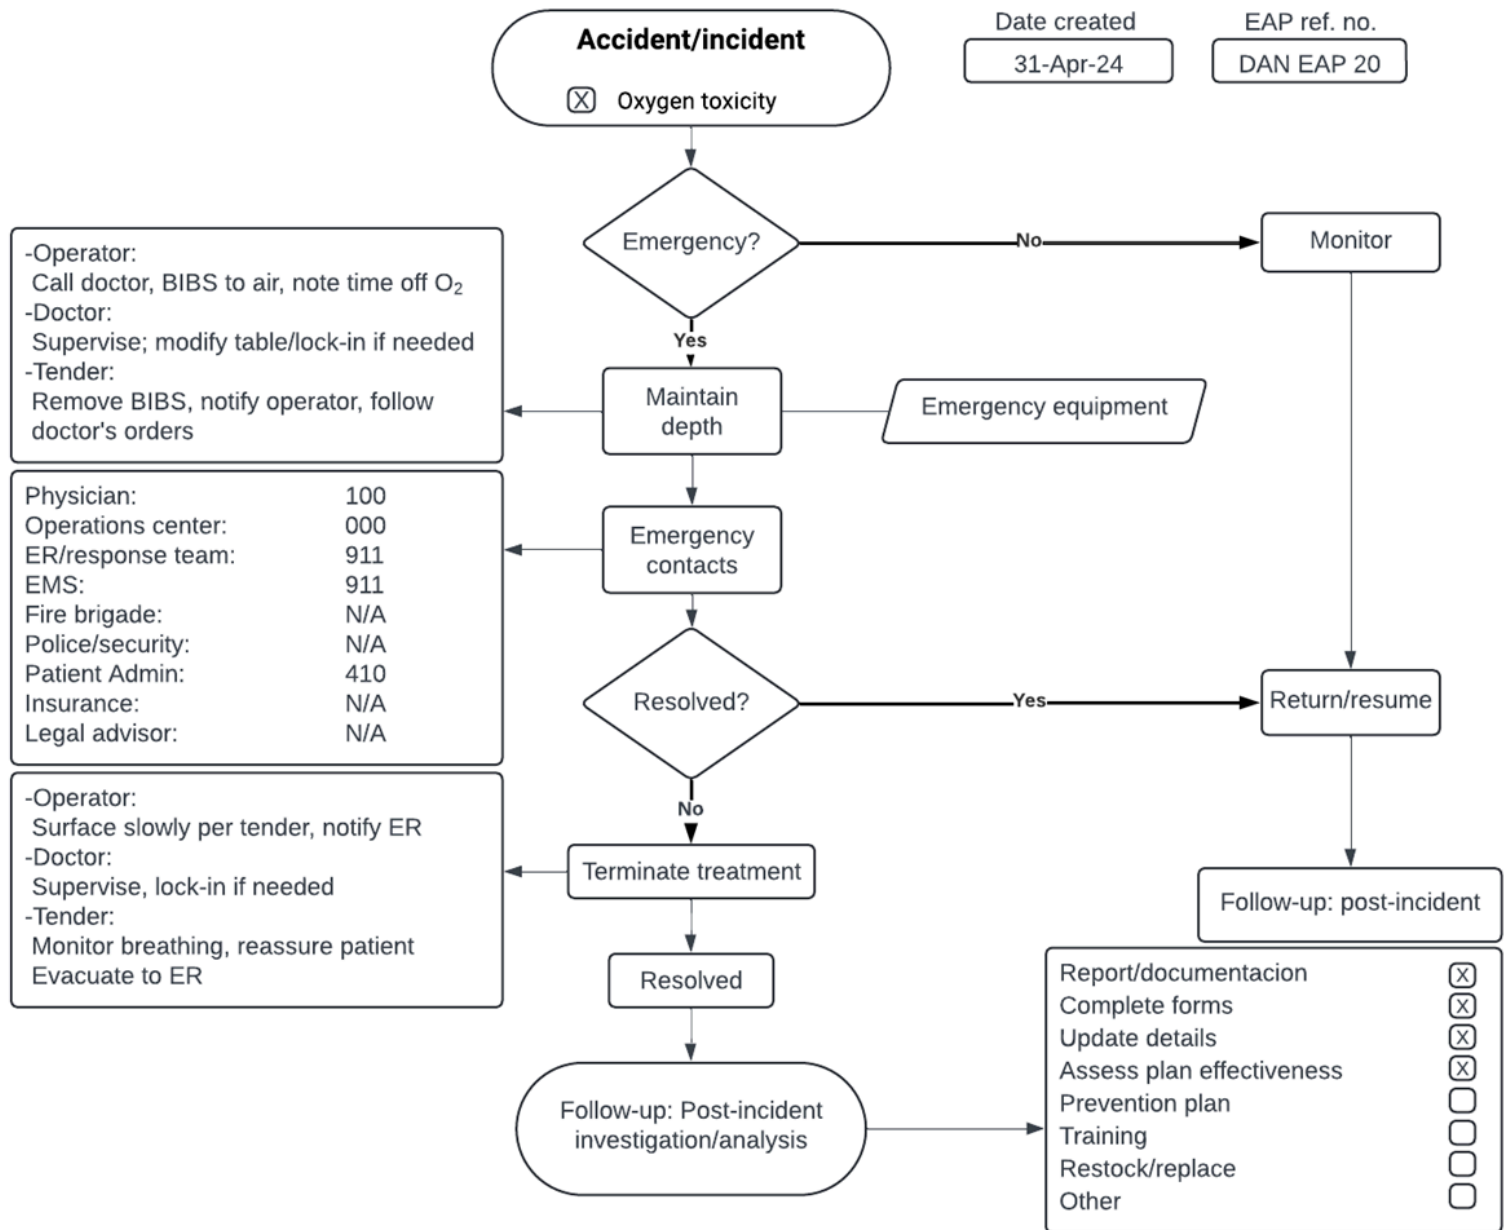 Accident/incident
X Oxygen toxicity
Date created
31-Apr-24
EAP ref. no.
DAN EAP 20
Emergency?
No
Monitor
Yes
-Operator:
Call doctor, BIBS to air, note time off O₂
-Doctor:
Supervise; modify table/lock-in if needed
-Tender:
Remove BIBS, notify operator, follow
doctor's orders
Maintain
depth
Emergency equipment
Physician: 100
Operations center: 000
ER/response team: 911
EMS: 911
Fire brigade: N/A
Police/security: N/A
Patient Admin: 410
Insurance: N/A
Legal advisor: N/A
Emergency
contacts
Resolved?
Yes
Return/resume
No
-Operator:
Surface slowly per tender, notify ER
-Doctor:
Supervise, lock-in if needed
-Tender:
Monitor breathing, reassure patient
Evacuate to ER
Terminate treatment
Resolved
Follow-up: Post-incident
investigation/analysis
Follow-up: post-incident
Report/documentacion X
Complete forms X
Update details X
Assess plan effectiveness X
Prevention plan
Training
Restock/replace
Other